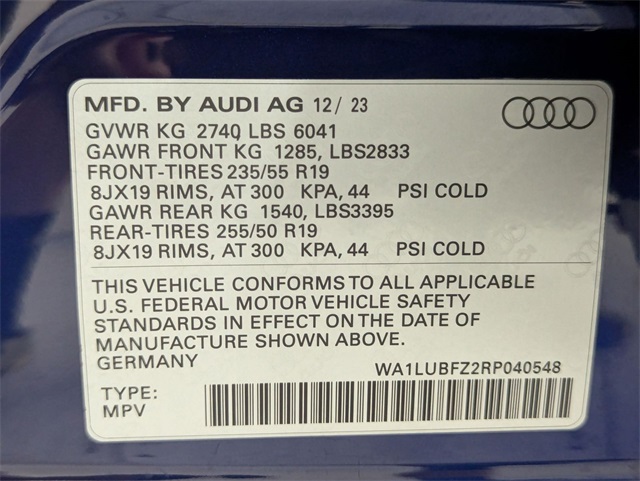 MFD. BY AUDI AG 12/ 23
GVWR KG 2740 LBS 6041
GAWR FRONT KG 1285, LBS2833
FRONT-TIRES 235/55 R19
8JX19 RIMS, AT 300 KPA, 44 PSI COLD
GAWR REAR KG 1540, LBS3395
REAR-TIRES 255/50 R19
8JX19 RIMS, AT 300 KPA, 44 PSI COLD
THIS VEHICLE CONFORMS TO ALL APPLICABLE
U.S. FEDERAL MOTOR VEHICLE SAFETY
STANDARDS IN EFFECT ON THE DATE OF
MANUFACTURE SHOWN ABOVE.
GERMANY WA1LUBFZ2RP040548
TYPE:
MPV